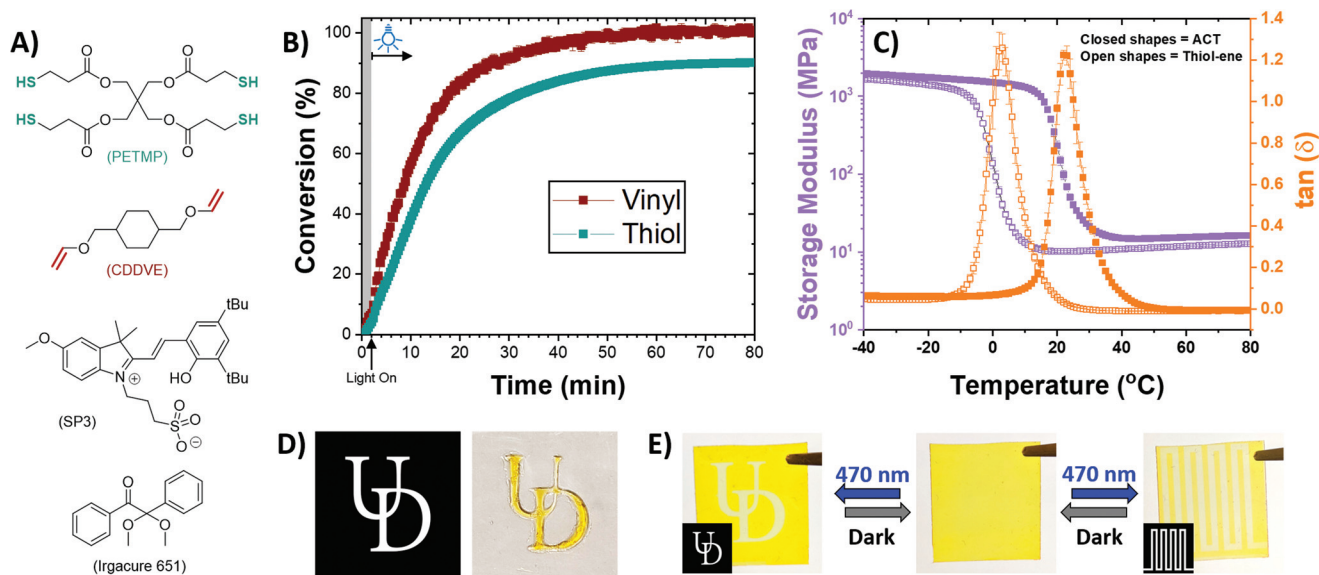 A)
O
O
HS
O
O
SH
HS
O
O
SH
O
O
(PETMP)
O
O
(CDDVE)
tBu
O
N
+
HO
tBu
(SP3)
O
S
O
O
⊖
O
O
O
(Irgacure 651)
B)
Conversion (%)
100
80
60
40
20
0
Vinyl
Thiol
0 10 20 30 40 50 60 70 80
Light On
Time (min)
C)
Closed shapes = ACT
Open shapes = Thiol-ene
Storage Modulus (MPa)
10⁴
10³
10²
10¹
10⁰
1.4
1.2
1.0
0.8
0.6
0.4
0.2
0.0
tan (δ)
-40 -20 0 20 40 60 80
Temperature (°C)
D)
UD
UD
E)
UD
UD
470 nm
Dark
470 nm
Dark